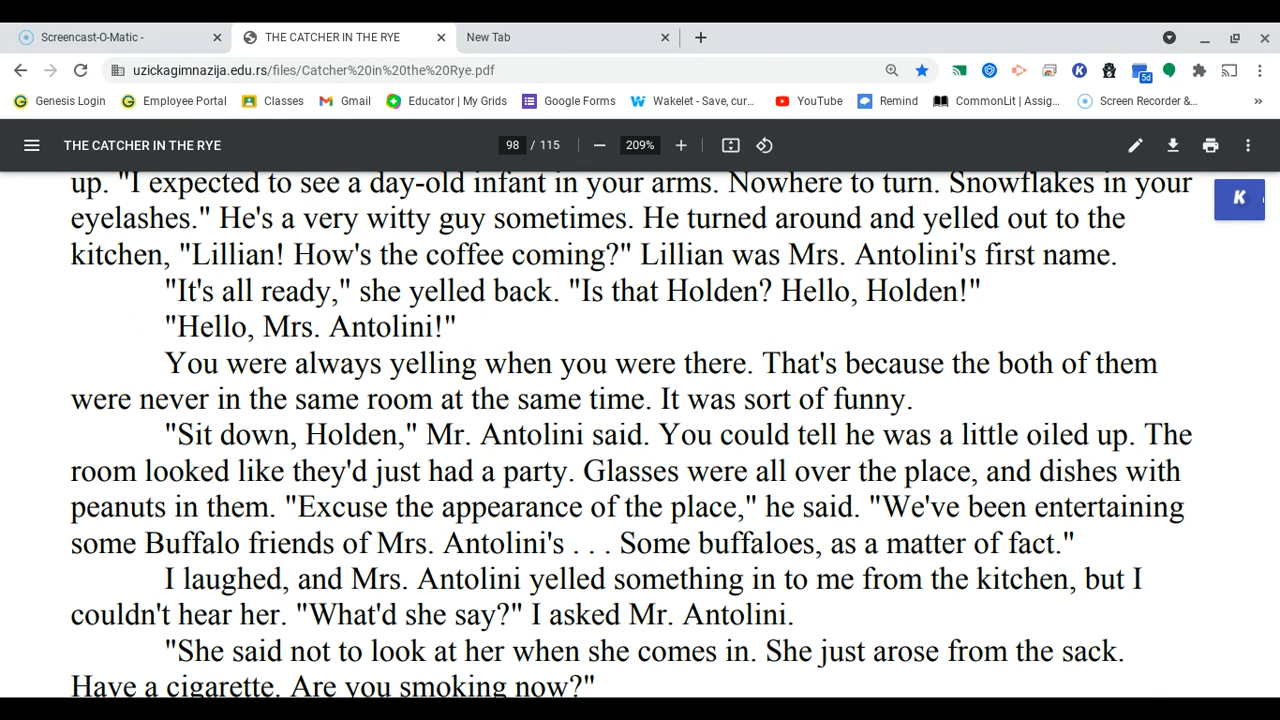 Screencast-O-Matic -
THE CATCHER IN THE RYE
New Tab
uzickagimnazija.edu.rs/files/Catcher%20in%20the%20Rye.pdf
5d
Genesis Login
Employee Portal
Classes
Gmail
Educator | My Grids
Google Forms
Wakelet - Save, cur...
YouTube
Remind
CommonLit | Assig...
Screen Recorder &...
THE CATCHER IN THE RYE
98 / 115
209%
up. "I expected to see a day-old infant in your arms. Nowhere to turn. Snowflakes in your
eyelashes." He's a very witty guy sometimes. He turned around and yelled out to the
kitchen, "Lillian! How's the coffee coming?" Lillian was Mrs. Antolini's first name.
"It's all ready," she yelled back. "Is that Holden? Hello, Holden!"
"Hello, Mrs. Antolini!"
You were always yelling when you were there. That's because the both of them
were never in the same room at the same time. It was sort of funny.
"Sit down, Holden," Mr. Antolini said. You could tell he was a little oiled up. The
room looked like they'd just had a party. Glasses were all over the place, and dishes with
peanuts in them. "Excuse the appearance of the place," he said. "We've been entertaining
some Buffalo friends of Mrs. Antolini's . . . Some buffaloes, as a matter of fact."
I laughed, and Mrs. Antolini yelled something in to me from the kitchen, but I
couldn't hear her. "What'd she say?" I asked Mr. Antolini.
"She said not to look at her when she comes in. She just arose from the sack.
Have a cigarette. Are you smoking now?"
K